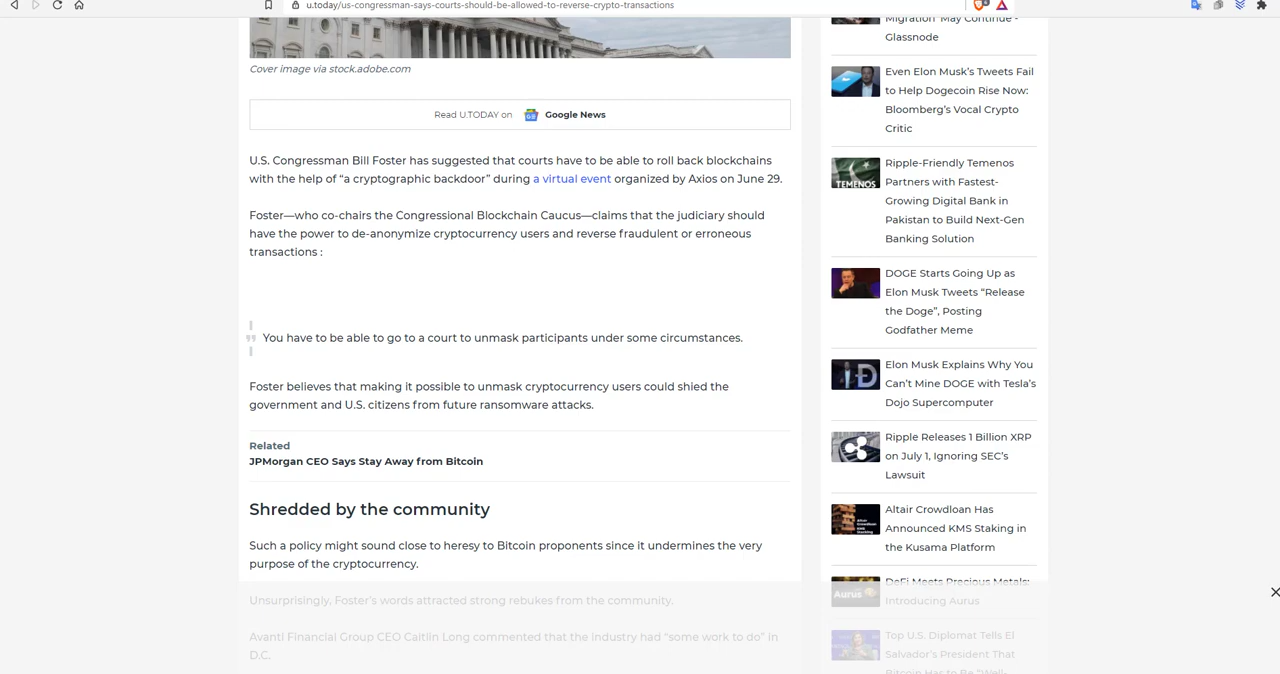 u.today/us-congressman-says-courts-should-be-allowed-to-reverse-crypto-transactions
Cover image via stock.adobe.com
Read U.TODAY on Google News
U.S. Congressman Bill Foster has suggested that courts have to be able to roll back blockchains
with the help of “a cryptographic backdoor” during a virtual event organized by Axios on June 29.
Foster—who co-chairs the Congressional Blockchain Caucus—claims that the judiciary should
have the power to de-anonymize cryptocurrency users and reverse fraudulent or erroneous
transactions :
You have to be able to go to a court to unmask participants under some circumstances.
Foster believes that making it possible to unmask cryptocurrency users could shied the
government and U.S. citizens from future ransomware attacks.
Related
JPMorgan CEO Says Stay Away from Bitcoin
Shredded by the community
Such a policy might sound close to heresy to Bitcoin proponents since it undermines the very
purpose of the cryptocurrency.
Unsurprisingly, Foster’s words attracted strong rebukes from the community.
Avanti Financial Group CEO Caitlin Long commented that the industry had “some work to do” in
D.C.
Migration' May Continue -
Glassnode
Even Elon Musk’s Tweets Fail
to Help Dogecoin Rise Now:
Bloomberg’s Vocal Crypto
Critic
TEMENOS
Ripple-Friendly Temenos
Partners with Fastest-
Growing Digital Bank in
Pakistan to Build Next-Gen
Banking Solution
DOGE Starts Going Up as
Elon Musk Tweets “Release
the Doge”, Posting
Godfather Meme
Elon Musk Explains Why You
Can’t Mine DOGE with Tesla’s
Dojo Supercomputer
Ripple Releases 1 Billion XRP
on July 1, Ignoring SEC’s
Lawsuit
Altair Crowdloan Has
Announced KMS Staking in
the Kusama Platform
Aurus
DeFi Meets Precious Metals:
Introducing Aurus
Top U.S. Diplomat Tells El
Salvador’s President That
Bitcoin Has to Be “Well-